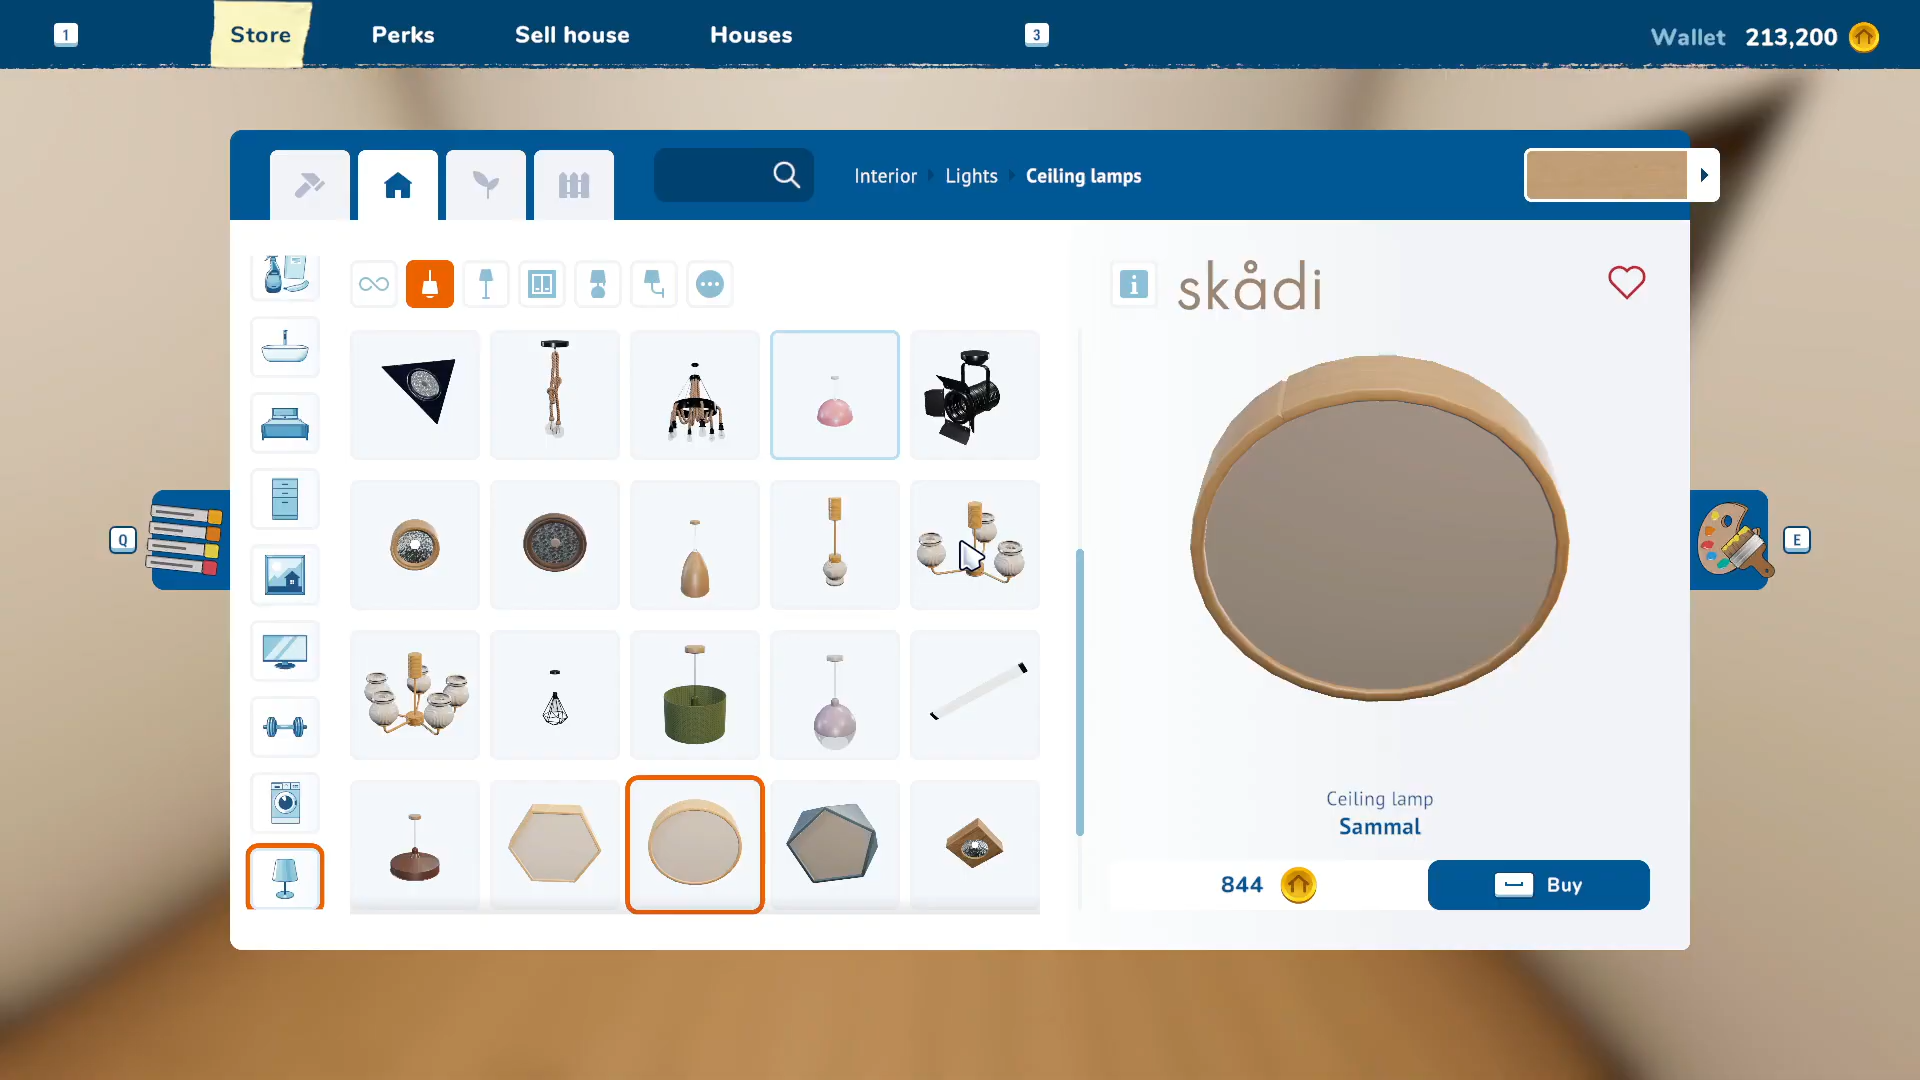 1
Store
Perks
Sell house
Houses
3
Wallet 213,200
Interior
Lights
Ceiling lamps
skådi
Q
E
Ceiling lamp
Sammal
844
Buy